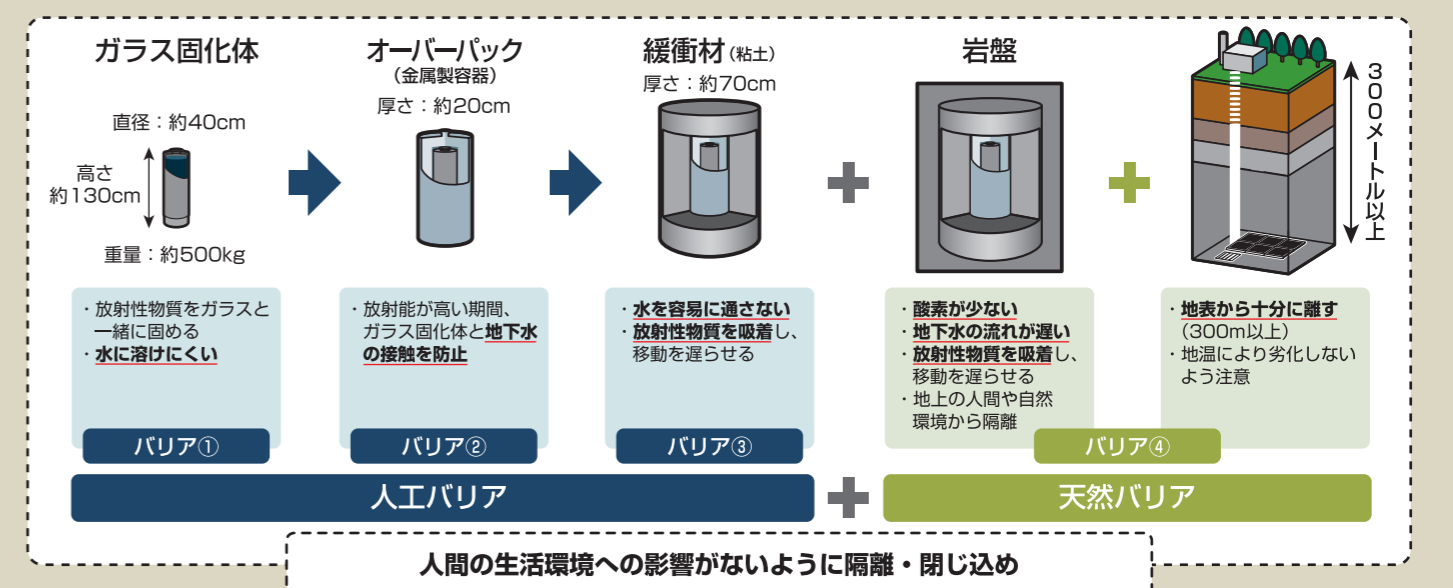 ガラス固化体
直径：約40cm
高さ
約130cm
重量：約500kg
・放射性物質をガラスと
一緒に固める
・水に溶けにくい
バリア①
オーバーパック
（金属製容器）
厚さ：約20cm
・放射能が高い期間、
ガラス固化体と地下水
の接触を防止
バリア②
緩衝材（粘土）
厚さ：約70cm
・水を容易に通さない
・放射性物質を吸着し、
移動を遅らせる
バリア③
人工バリア
岩盤
・酸素が少ない
・地下水の流れが遅い
・放射性物質を吸着し、
移動を遅らせる
・地上の人間や自然
環境から隔離
300メートル以上
・地表から十分に離す
（300m以上）
・地温により劣化しない
よう注意
バリア④
天然バリア
人間の生活環境への影響がないように隔離・閉じ込め